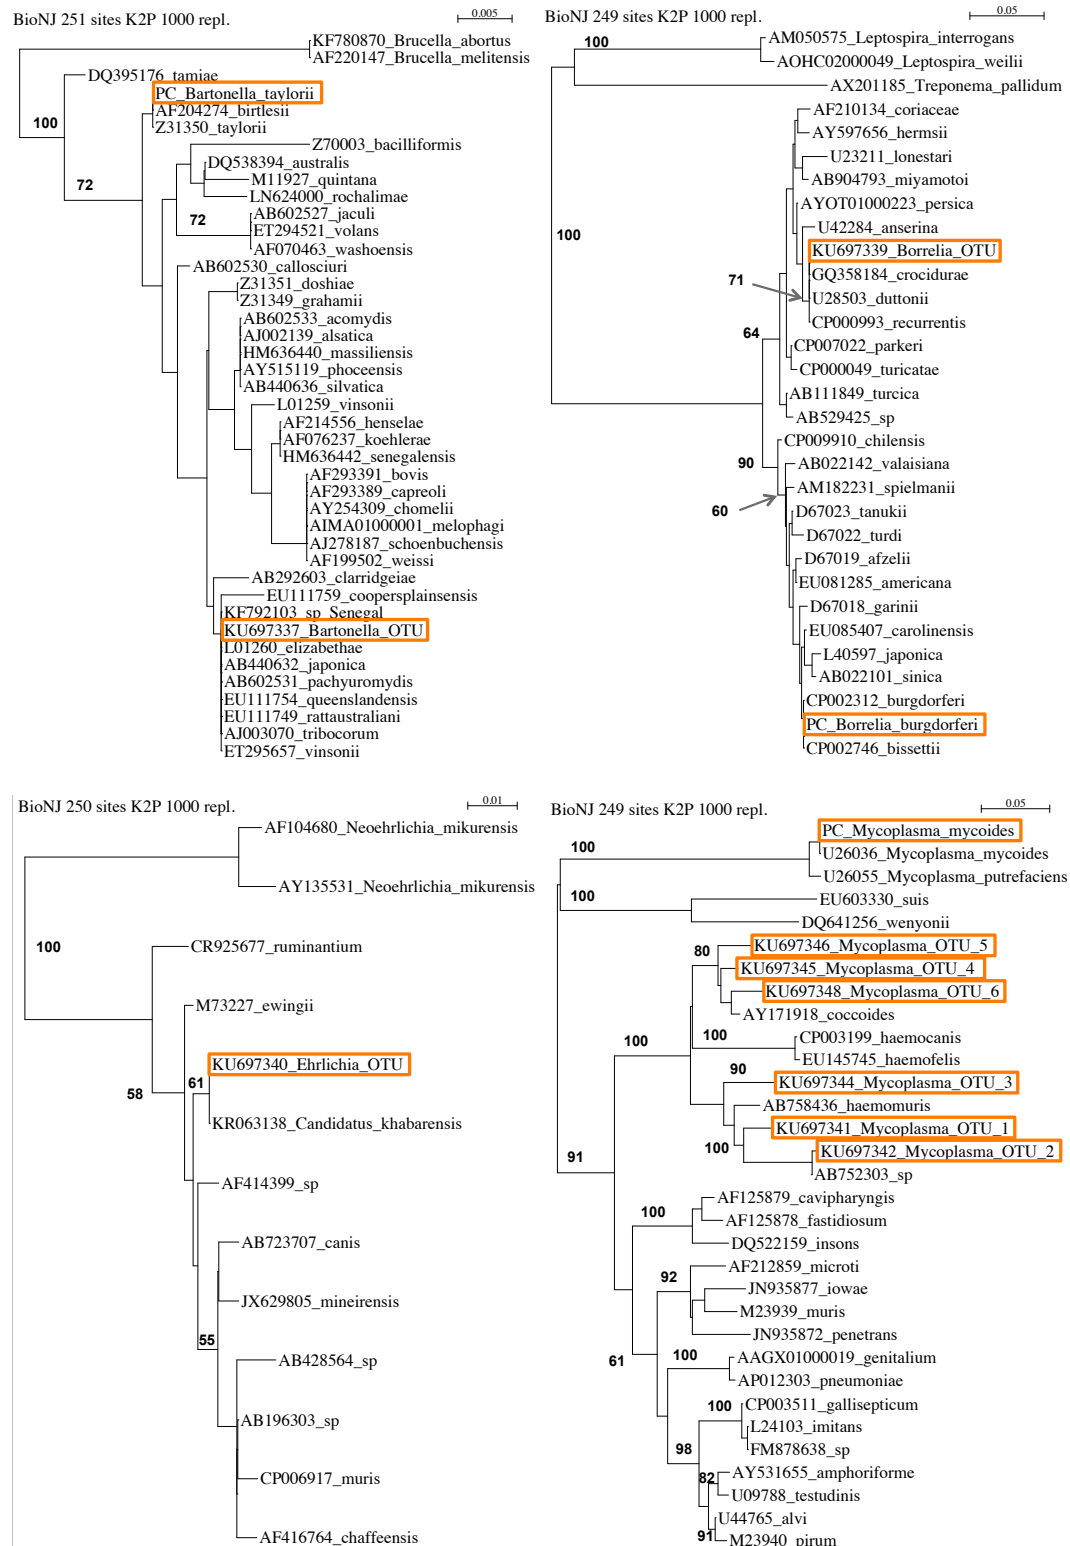 BioNJ 251 sites K2P 1000 repl.
0.005
KF780870_Brucella_abortus
AF220147_Brucella_melitensis
DQ395176_tamiae
PC_Bartonella_taylorii
AF204274_birtlesii
Z31350_taylorii
100
Z70003_bacilliformis
DQ538394_australis
M11927_quintana
72
LN624000_rochalimae
AB602527_jaculi
72
ET294521_volans
AF070463_washoensis
AB602530_callosciuri
Z31351_doshiae
Z31349_grahamii
AB602533_acomydis
AJ002139_alsatica
HM636440_massiliensis
AY515119_phoceensis
AB440636_silvatica
L01259_vinsonii
AF214556_henselae
AF076237_koehlerae
HM636442_senegalensis
AF293391_bovis
AF293389_capreoli
AY254309_chomelii
AIMA01000001_melophagi
AJ278187_schoenbuchensis
AF199502_weissi
AB292603_clarridgeiae
EU111759_coopersplainsensis
KF792103_sp_Senegal
KU697337_Bartonella_OTU
L01260_elizabethae
AB440632_japonica
AB602531_pachyuromydis
EU111754_queenslandensis
EU111749_rattaustraliani
AJ003070_tribocorum
ET295657_vinsonii
BioNJ 249 sites K2P 1000 repl.
0.05
AM050575_Leptospira_interrogans
100
AOHC02000049_Leptospira_weilii
AX201185_Treponema_pallidum
AF210134_coriaceae
AY597656_hermsii
U23211_lonestari
AB904793_miyamotoi
AYOT01000223_persica
U42284_anserina
100
KU697339_Borrelia_OTU
GQ358184_crocidurae
71
U28503_duttonii
CP000993_recurrentis
64
CP007022_parkeri
CP000049_turicatae
AB111849_turcica
AB529425_sp
CP009910_chilensis
90
AB022142_valaisiana
AM182231_spielmanii
60
D67023_tanukii
D67022_turdi
D67019_afzelii
EU081285_americana
D67018_garinii
EU085407_carolinensis
L40597_japonica
AB022101_sinica
CP002312_burgdorferi
PC_Borrelia_burgdorferi
CP002746_bissettii
BioNJ 250 sites K2P 1000 repl.
0.01
AF104680_Neoehrlichia_mikurensis
AY135531_Neoehrlichia_mikurensis
100
CR925677_ruminantium
M73227_ewingii
KU697340_Ehrlichia_OTU
61
58
KR063138_Candidatus_khabarensis
AF414399_sp
AB723707_canis
JX629805_mineirensis
55
AB428564_sp
AB196303_sp
CP006917_muris
AF416764_chaffeensis
BioNJ 249 sites K2P 1000 repl.
0.05
PC_Mycoplasma_mycoides
100
U26036_Mycoplasma_mycoides
U26055_Mycoplasma_putrefaciens
100
EU603330_suis
DQ641256_wenyonii
80
KU697346_Mycoplasma_OTU_5
KU697345_Mycoplasma_OTU_4
KU697348_Mycoplasma_OTU_6
AY171918_coccoides
100
100
CP003199_haemocanis
EU145745_haemofelis
90
KU697344_Mycoplasma_OTU_3
AB758436_haemomuris
KU697341_Mycoplasma_OTU_1
100
KU697342_Mycoplasma_OTU_2
91
AB752303_sp
AF125879_cavipharyngis
100
AF125878_fastidiosum
DQ522159_insons
AF212859_microti
92
JN935877_iowae
M23939_muris
JN935872_penetrans
61
100
AAGX01000019_genitalium
AP012303_pneumoniae
100
CP003511_gallisepticum
L24103_imitans
98
FM878638_sp
AY531655_amphoriforme
82
U09788_testudinis
U44765_alvi
91
M23940_pirum